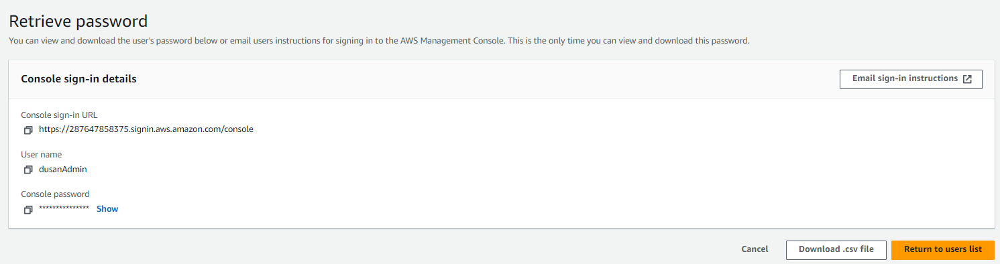 Retrieve password
You can view and download the user's password below or email users instructions for signing in to the AWS Management Console. This is the only time you can view and download this password.
Console sign-in details
Email sign-in instructions
Console sign-in URL
https://287647858375.signin.aws.amazon.com/console
User name
dusanAdmin
Console password
*************** Show
Cancel
Download .csv file
Return to users list